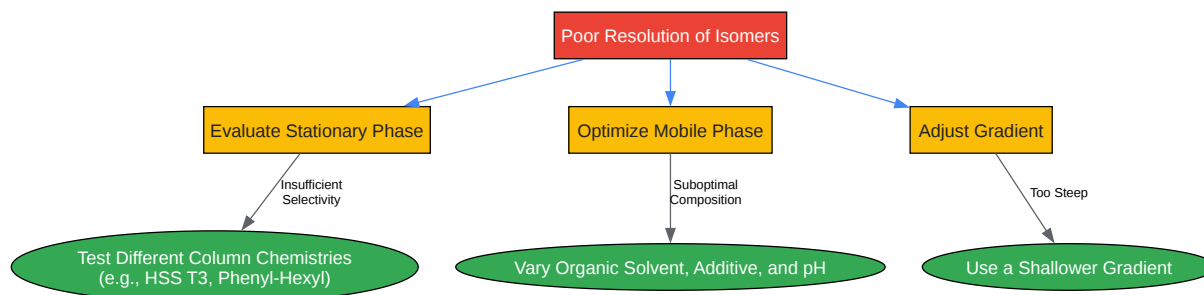 Poor Resolution of Isomers
Evaluate Stationary Phase
Optimize Mobile Phase
Adjust Gradient
Insufficient
Selectivity
Suboptimal
Composition
Too Steep
Test Different Column Chemistries
(e.g., HSS T3, Phenyl-Hexyl)
Vary Organic Solvent, Additive, and pH
Use a Shallower Gradient